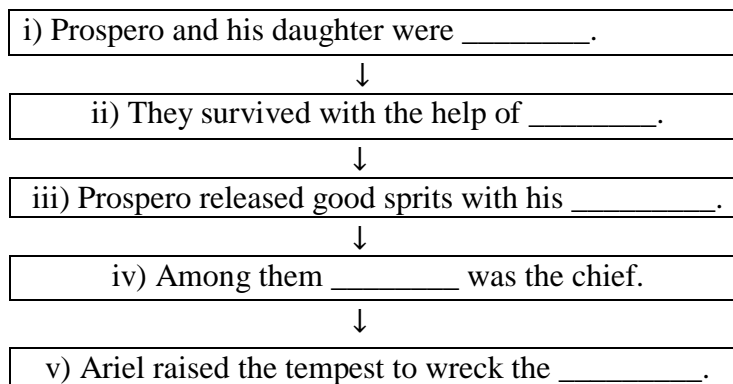 i) Prospero and his daughter were ________.
↓
ii) They survived with the help of ________.
↓
iii) Prospero released good sprits with his _________.
↓
iv) Among them ________ was the chief.
↓
v) Ariel raised the tempest to wreck the _________.